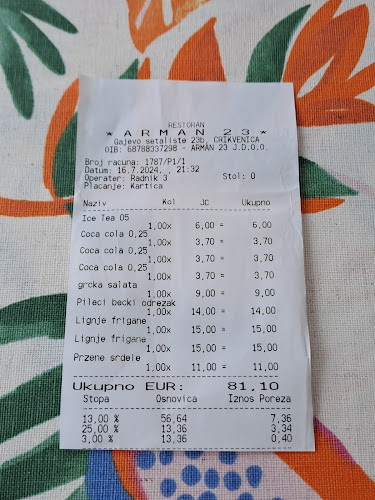 RESTORAN
* ARMAN 23 *
Gajevo setaliste 23b, CRIKVENICA
OIB: 68788337298 - ARMAN 23 J.D.O.O.
Broj racuna: 1787/P1/1
Datum: 16.7.2024. , 21:32
Operater: Radnik 3 Stol: 0
Placanje: Kartica
Naziv Kol JC Ukupno
Ice Tea 05
1,00x 6,00 = 6,00
Coca cola 0,25
1,00x 3,70 = 3,70
Coca cola 0,25
1,00x 3,70 = 3,70
Coca cola 0,25
1,00x 3,70 = 3,70
grcka salata
1,00x 9,00 = 9,00
Pileci becki odrezak
1,00x 14,00 = 14,00
Lignje frigane
1,00x 15,00 = 15,00
Lignje frigane
1,00x 15,00 = 15,00
Przene srdele
1,00x 11,00 = 11,00
Ukupno EUR: 81,10
Stopa Osnovica Iznos Poreza
13,00 % 56,64 7,36
25,00 % 13,36 3,34
3,00 % 13,36 0,40